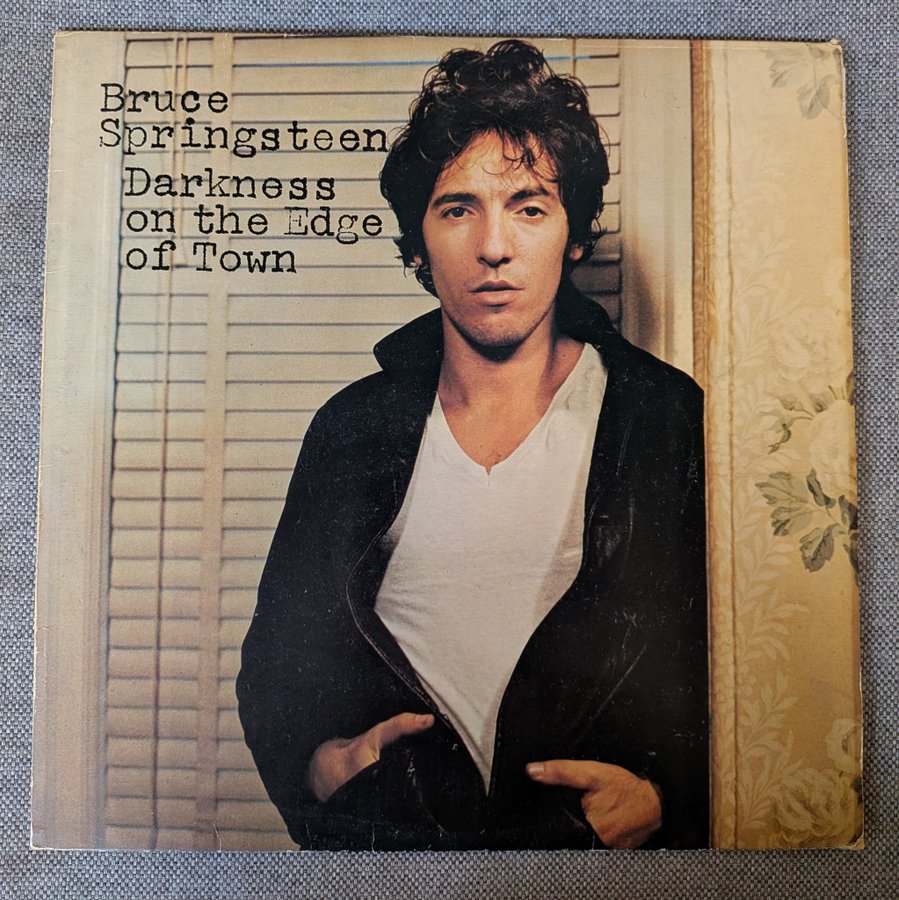 Bruce
Springsteen
Darkness
on the Edge
of Town